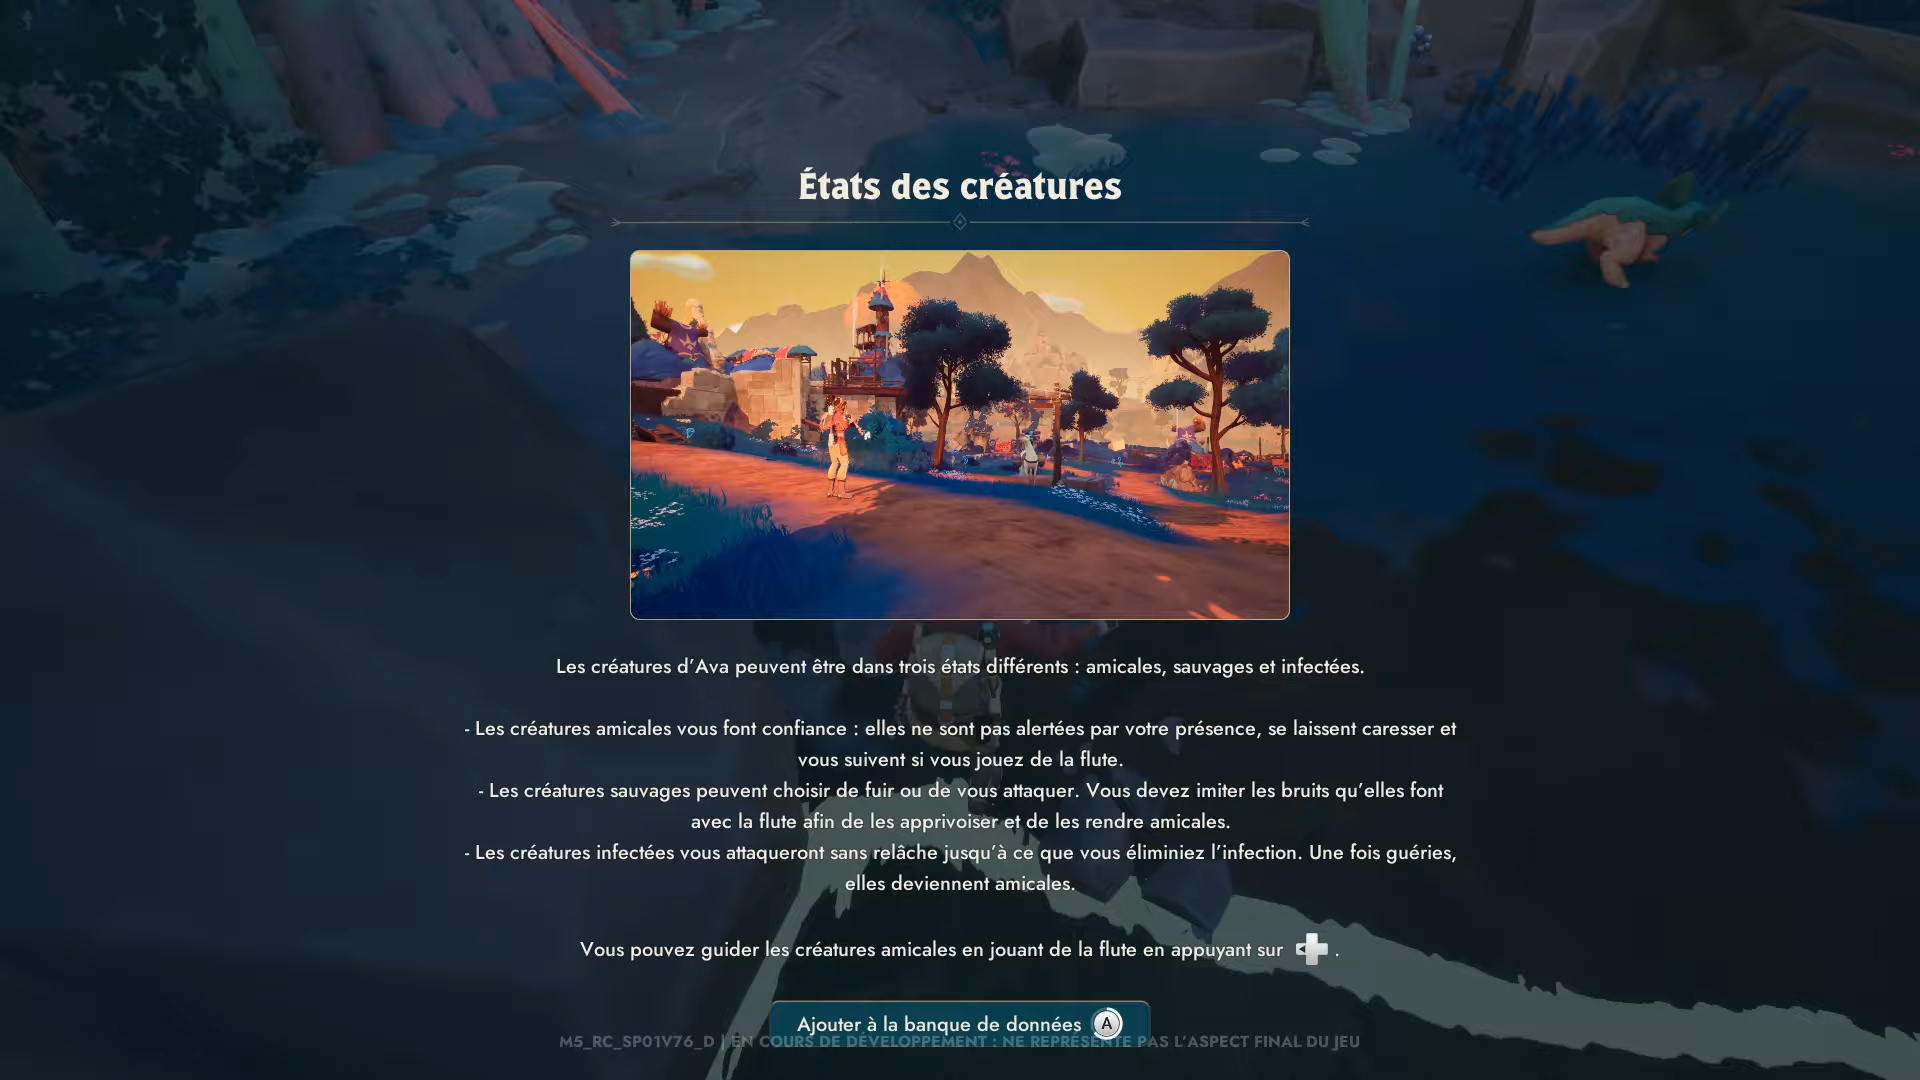 États des créatures
Les créatures d’Ava peuvent être dans trois états différents : amicales, sauvages et infectées.
- Les créatures amicales vous font confiance : elles ne sont pas alertées par votre présence, se laissent caresser et
vous suivent si vous jouez de la flute.
- Les créatures sauvages peuvent choisir de fuir ou de vous attaquer. Vous devez imiter les bruits qu’elles font
avec la flute afin de les apprivoiser et de les rendre amicales.
- Les créatures infectées vous attaqueront sans relâche jusqu’à ce que vous éliminiez l’infection. Une fois guéries,
elles deviennent amicales.
Vous pouvez guider les créatures amicales en jouant de la flute en appuyant sur .
Ajouter à la banque de données A
M5_RC_SP01V76_D | EN COURS DE DÉVELOPPEMENT : NE REPRÉSENTE PAS L’ASPECT FINAL DU JEU